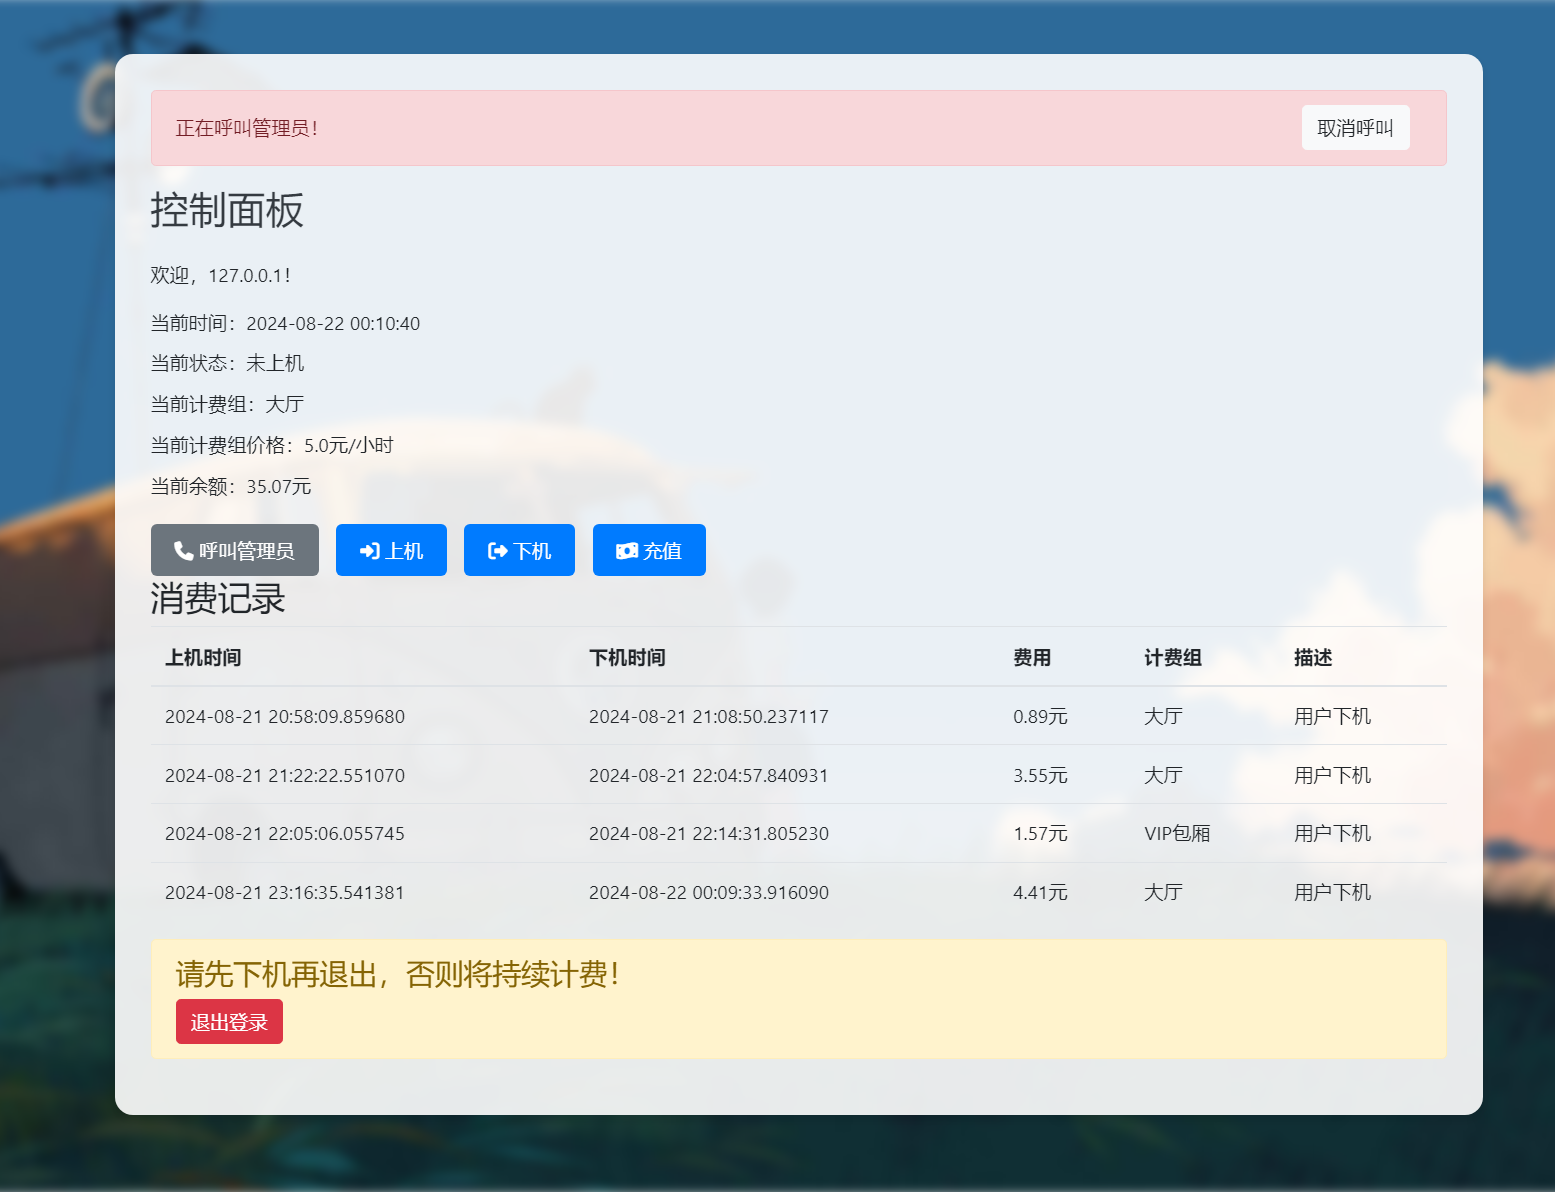 正在呼叫管理员！ 取消呼叫
控制面板
欢迎，127.0.0.1！
当前时间：2024-08-22 00:10:40
当前状态：未上机
当前计费组：大厅
当前计费组价格：5.0元/小时
当前余额：35.07元
呼叫管理员 上机 下机 充值
消费记录
上机时间 下机时间 费用 计费组 描述
2024-08-21 20:58:09.859680 2024-08-21 21:08:50.237117 0.89元 大厅 用户下机
2024-08-21 21:22:22.551070 2024-08-21 22:04:57.840931 3.55元 大厅 用户下机
2024-08-21 22:05:06.055745 2024-08-21 22:14:31.805230 1.57元 VIP包厢 用户下机
2024-08-21 23:16:35.541381 2024-08-22 00:09:33.916090 4.41元 大厅 用户下机
请先下机再退出，否则将持续计费！
退出登录